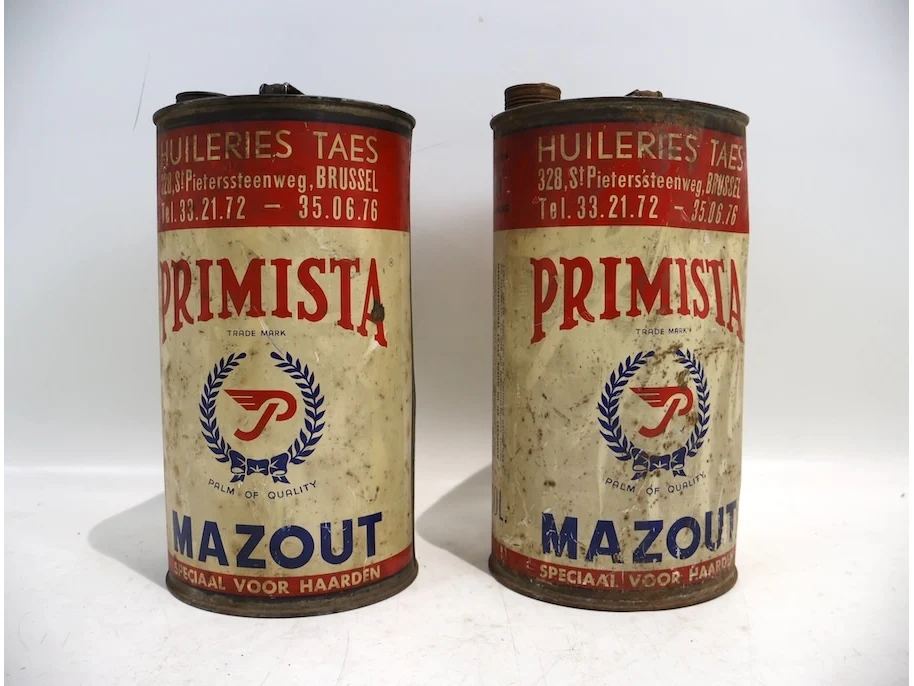 HUILERIES TAES
328, St Pieterssteenweg, BRUSSEL
Tel. 33.21.72 – 35.06.76
PRIMISTA
®
TRADE MARK
P
PALM OF QUALITY
MAZOUT
SPECIAAL VOOR HAARDEN
HUILERIES TAES
328, St Pieterssteenweg, BRUSSEL
Tel. 33.21.72 – 35.06.76
PRIMISTA
TRADE MARK
P
PALM OF QUALITY
L.
MAZOUT
SPECIAAL VOOR HAARDEN